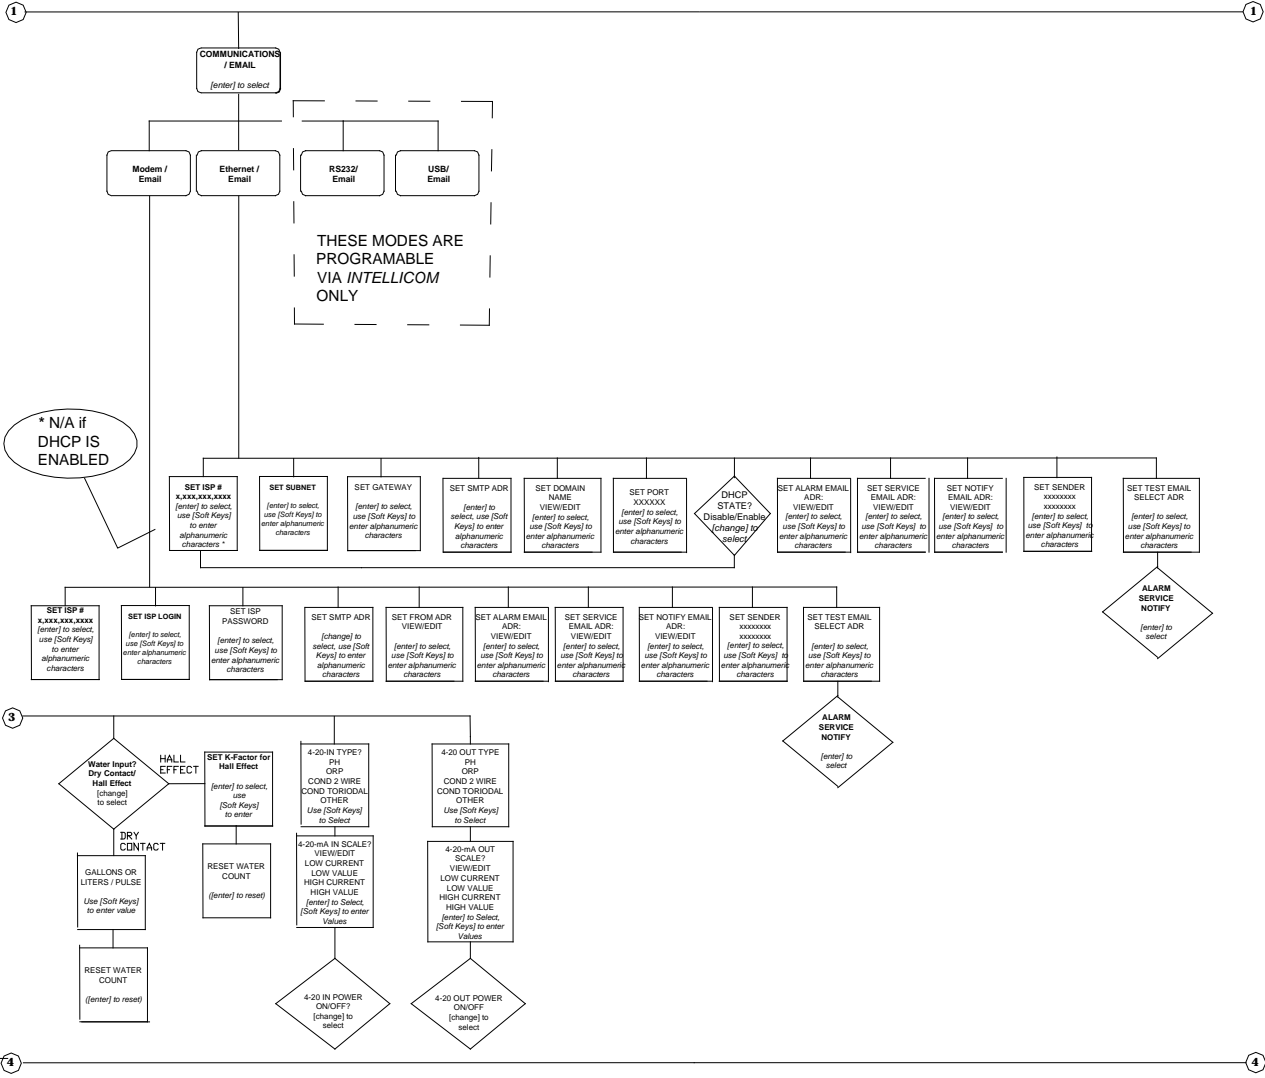 1
1
COMMUNICATIONS
/ EMAIL
[enter] to select
Modem /
Email
Ethernet /
Email
RS232/
Email
USB/
Email
THESE MODES ARE
PROGRAMABLE
VIA INTELLICOM
ONLY
* N/A if
DHCP IS
ENABLED
SET ISP #
x,xxx,xxx,xxxx
[enter] to select,
use [Soft Keys]
to enter
alphanumeric
characters *
SET SUBNET
[enter] to select,
use [Soft Keys] to
enter alphanumeric
characters
SET GATEWAY
[enter] to select,
use [Soft Keys] to
enter alphanumeric
characters
SET SMTP ADR
[enter] to
select, use [Soft
Keys] to enter
alphanumeric
characters
SET DOMAIN
NAME
VIEW/EDIT
[enter] to select,
use [Soft Keys] to
enter alphanumeric
characters
SET PORT
XXXXXX
[enter] to select,
use [Soft Keys] to
enter alphanumeric
characters
DHCP
STATE?
Disable/Enable
[change] to
select
SET ALARM EMAIL
ADR:
VIEW/EDIT
[enter] to select,
use [Soft Keys] to
enter alphanumeric
characters
SET SERVICE
EMAIL ADR:
VIEW/EDIT
[enter] to select,
use [Soft Keys] to
enter alphanumeric
characters
SET NOTIFY
EMAIL ADR:
VIEW/EDIT
[enter] to select,
use [Soft Keys] to
enter alphanumeric
characters
SET SENDER
xxxxxxxx
xxxxxxxx
[enter] to select,
use [Soft Keys] to
enter alphanumeric
characters
SET TEST EMAIL
SELECT ADR
[enter] to select,
use [Soft Keys] to
enter alphanumeric
characters
ALARM
SERVICE
NOTIFY
[enter] to
select
SET ISP #
x,xxx,xxx,xxxx
[enter] to select,
use [Soft Keys]
to enter
alphanumeric
characters
SET ISP LOGIN
[enter] to select,
use [Soft Keys] to
enter alphanumeric
characters
SET ISP
PASSWORD
[enter] to select,
use [Soft Keys] to
enter alphanumeric
characters
SET SMTP ADR
[change] to
select, use [Soft
Keys] to enter
alphanumeric
characters
SET FROM ADR
VIEW/EDIT
[enter] to select,
use [Soft Keys] to
enter alphanumeric
characters
SET ALARM EMAIL
ADR:
VIEW/EDIT
[enter] to select,
use [Soft Keys] to
enter alphanumeric
characters
SET SERVICE
EMAIL ADR:
VIEW/EDIT
[enter] to select,
use [Soft Keys] to
enter alphanumeric
characters
SET NOTIFY EMAIL
ADR:
VIEW/EDIT
[enter] to select,
use [Soft Keys] to
enter alphanumeric
characters
SET SENDER
xxxxxxxx
xxxxxxxx
[enter] to select,
use [Soft Keys] to
enter alphanumeric
characters
SET TEST EMAIL
SELECT ADR
[enter] to select,
use [Soft Keys] to
enter alphanumeric
characters
ALARM
SERVICE
NOTIFY
[enter] to
select
3
Water Input?
Dry Contact/
Hall Effect
[change]
to select
HALL
EFFECT
DRY
CONTACT
SET K-Factor for
Hall Effect
[enter] to select,
use
[Soft Keys]
to enter
RESET WATER
COUNT
([enter] to reset)
GALLONS OR
LITERS / PULSE
Use [Soft Keys]
to enter value
RESET WATER
COUNT
([enter] to reset)
4-20-IN TYPE?
PH
ORP
COND 2 WIRE
COND TORIODAL
OTHER
Use [Soft Keys]
to Select
4-20-mA IN SCALE?
VIEW/EDIT
LOW CURRENT
LOW VALUE
HIGH CURRENT
HIGH VALUE
[enter] to Select,
[Soft Keys] to enter
Values
4-20 IN POWER
ON/OFF?
[change] to
select
4-20 OUT TYPE
PH
ORP
COND 2 WIRE
COND TORIODAL
OTHER
Use [Soft Keys]
to Select
4-20-mA OUT
SCALE?
VIEW/EDIT
LOW CURRENT
LOW VALUE
HIGH CURRENT
HIGH VALUE
[enter] to Select,
[Soft Keys] to enter
Values
4-20 OUT POWER
ON/OFF
[change] to
select
4
4